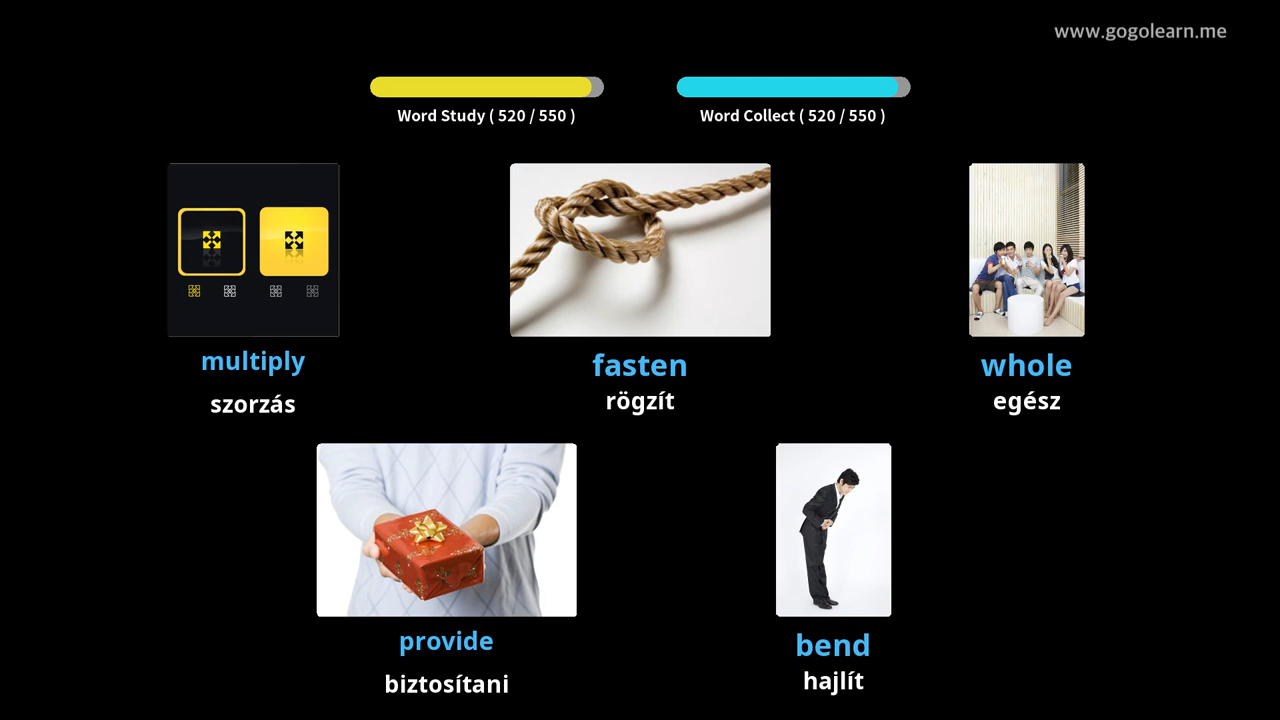 www.gogolearn.me
Word Study ( 520 / 550 )
Word Collect ( 520 / 550 )
multiply
szorzás
fasten
rögzít
whole
egész
provide
biztosítani
bend
hajlít